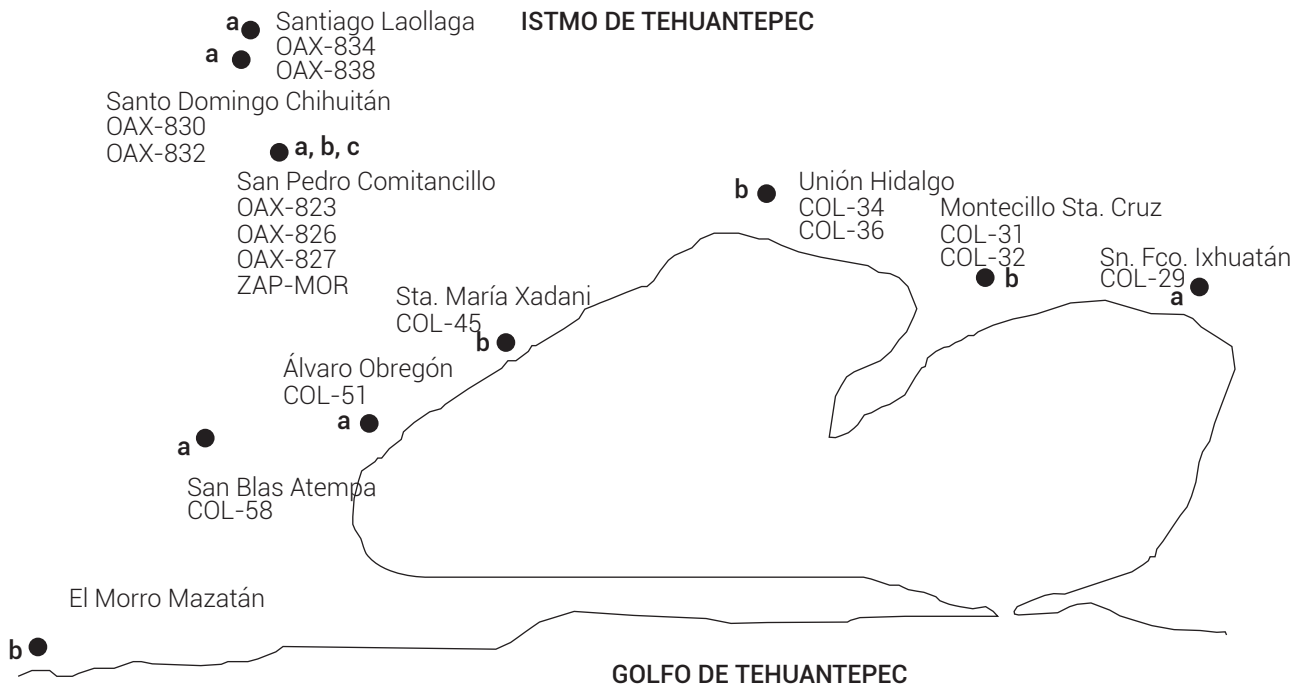 ISTMO DE TEHUANTEPEC
a
Santiago Laollaga
OAX-834
OAX-838
a
Santo Domingo Chihuitán
OAX-830
OAX-832
a, b, c
San Pedro Comitancillo
OAX-823
OAX-826
OAX-827
ZAP-MOR
b
Unión Hidalgo
COL-34
COL-36
Montecillo Sta. Cruz
COL-31
COL-32
b
Sn. Fco. Ixhuatán
COL-29
a
Sta. María Xadani
COL-45
b
Álvaro Obregón
COL-51
a
a
San Blas Atempa
COL-58
El Morro Mazatán
b
GOLFO DE TEHUANTEPEC